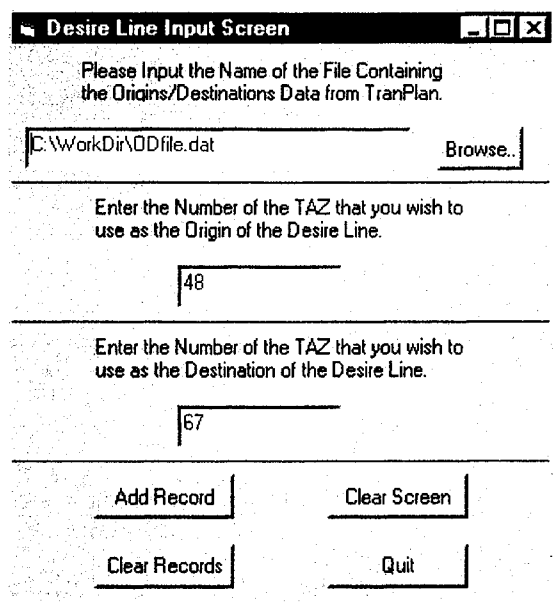 Desire Line Input Screen
Please Input the Name of the File Containing
the Origins/Destinations Data from TranPlan.
C:\WorkDir\ODfile.dat
Browse..
Enter the Number of the TAZ that you wish to
use as the Origin of the Desire Line.
48
Enter the Number of the TAZ that you wish to
use as the Destination of the Desire Line.
67
Add Record
Clear Screen
Clear Records
Quit